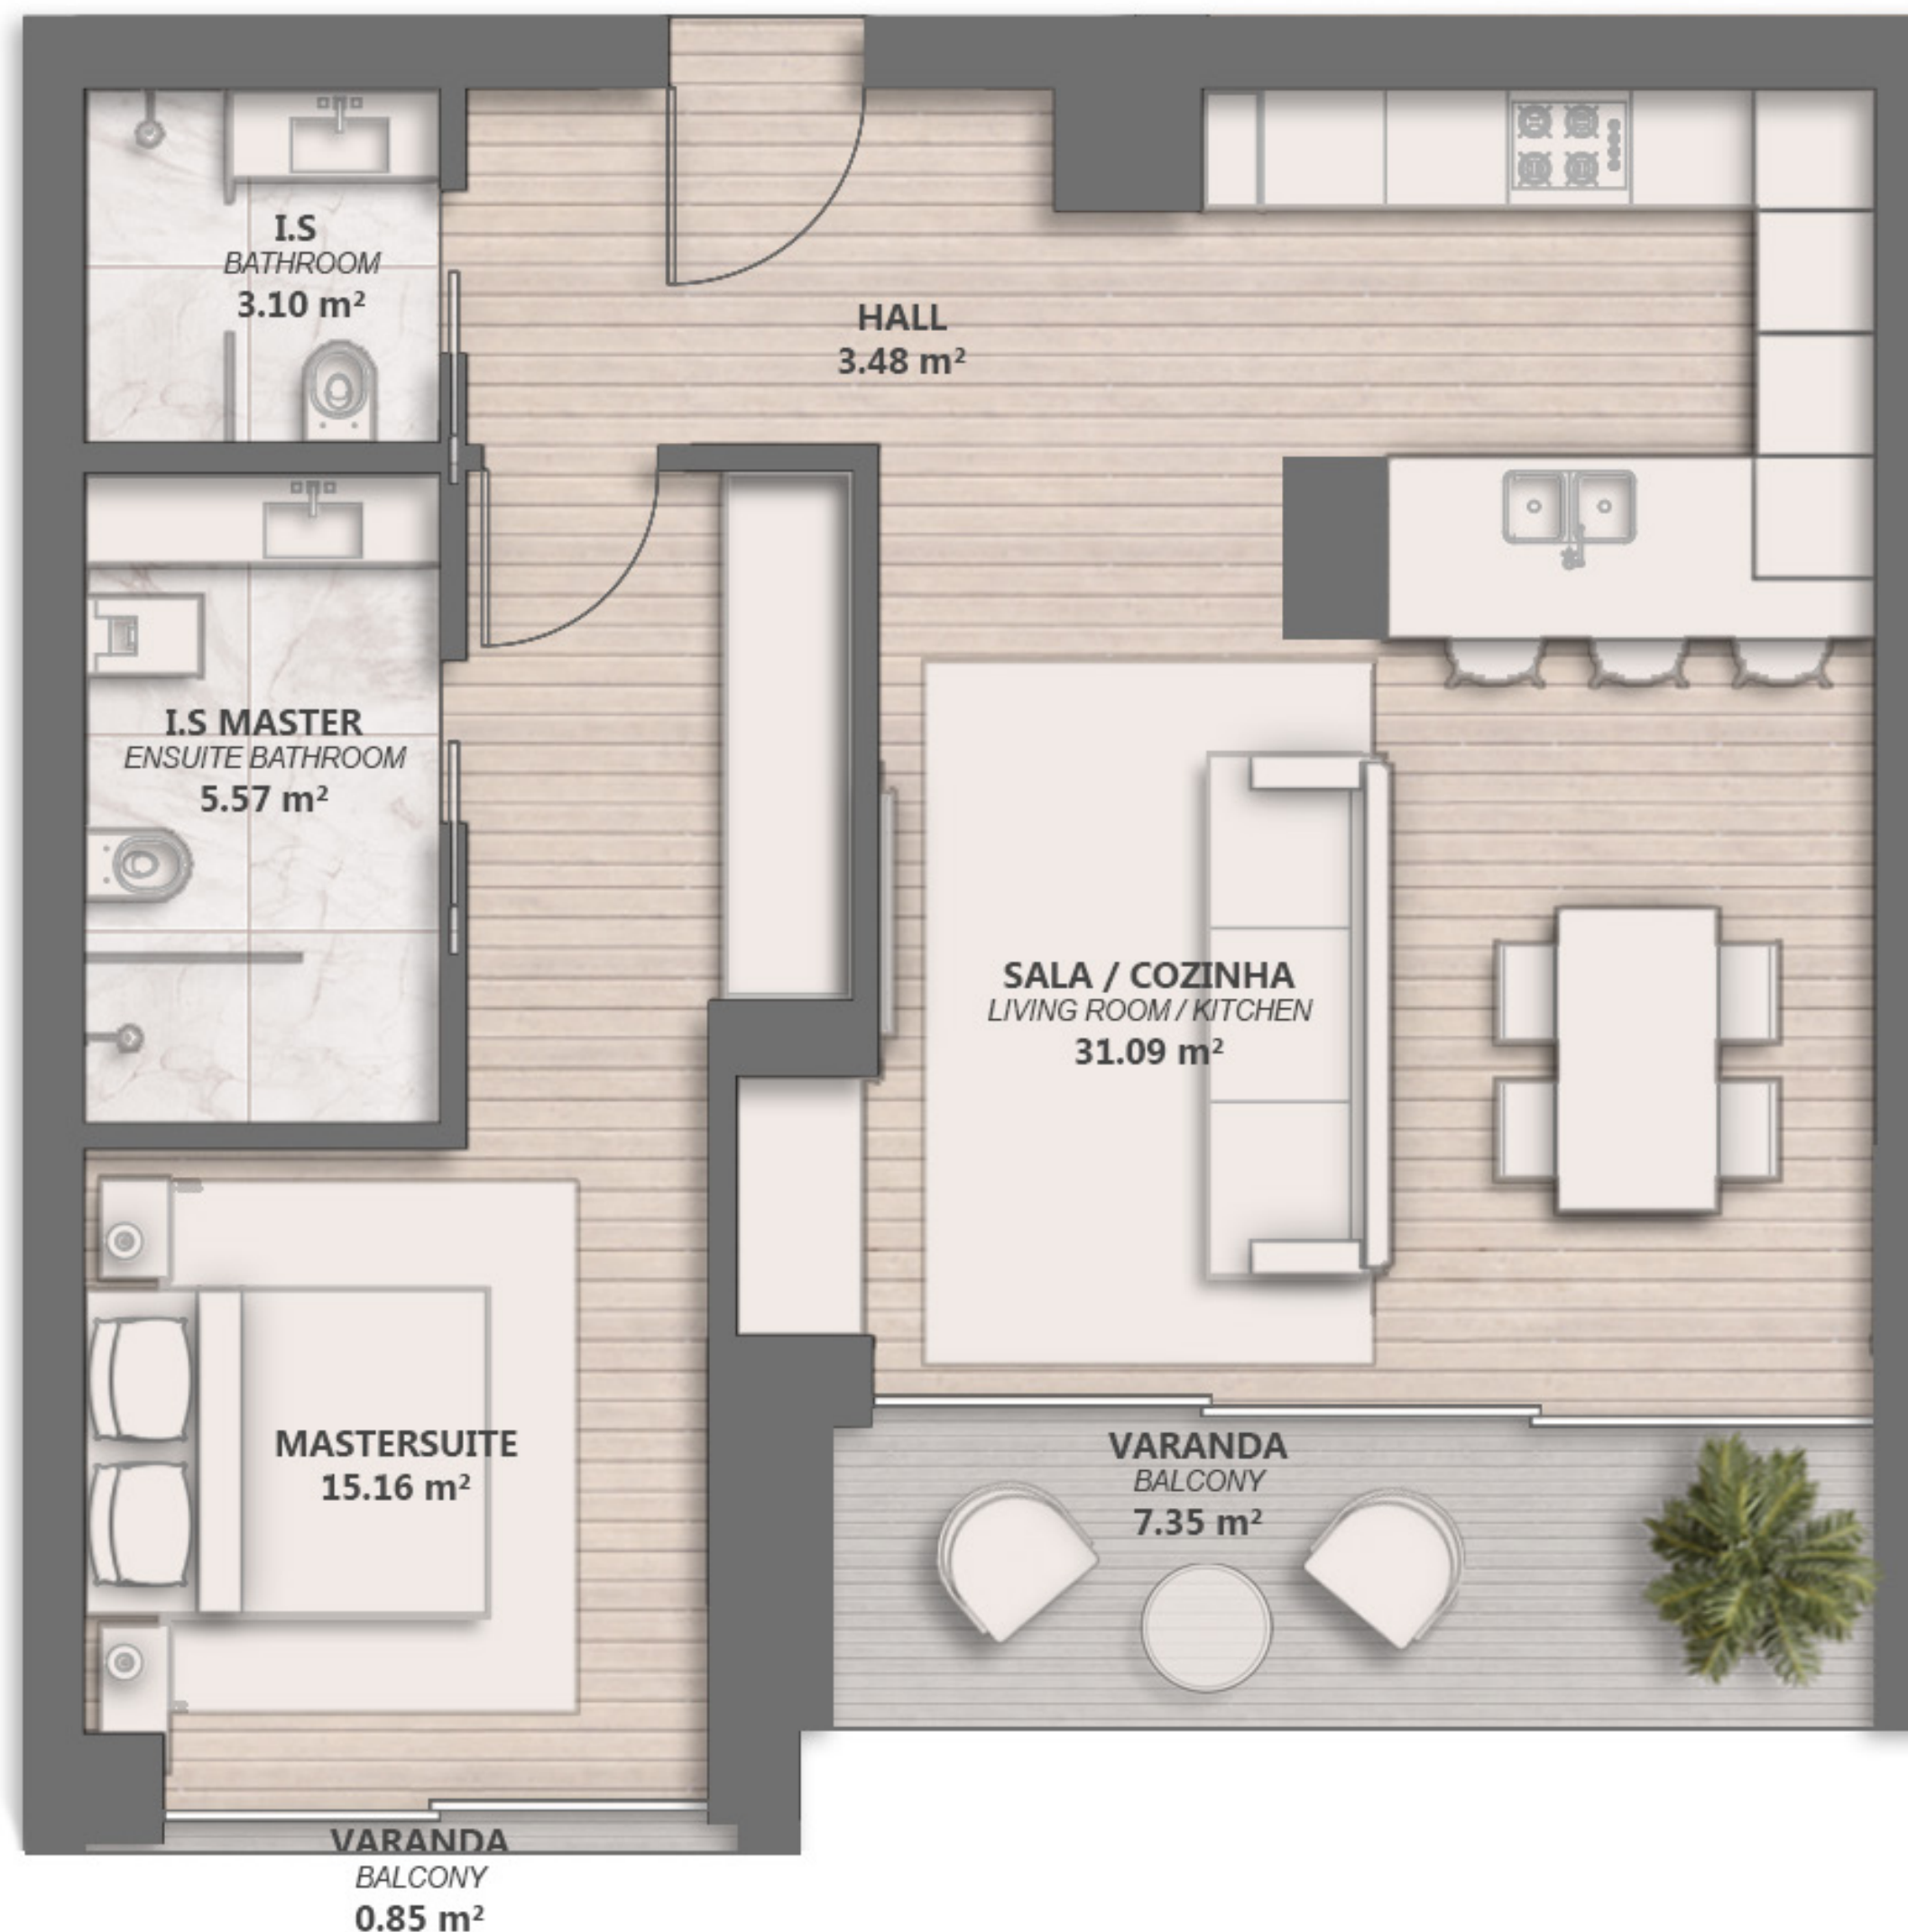 I.S
BATHROOM
3.10 m²
HALL
3.48 m²
I.S MASTER
ENSUITE BATHROOM
5.57 m²
SALA / COZINHA
LIVING ROOM / KITCHEN
31.09 m²
MASTERSUITE
15.16 m²
VARANDA
BALCONY
7.35 m²
VARANDA
BALCONY
0.85 m²